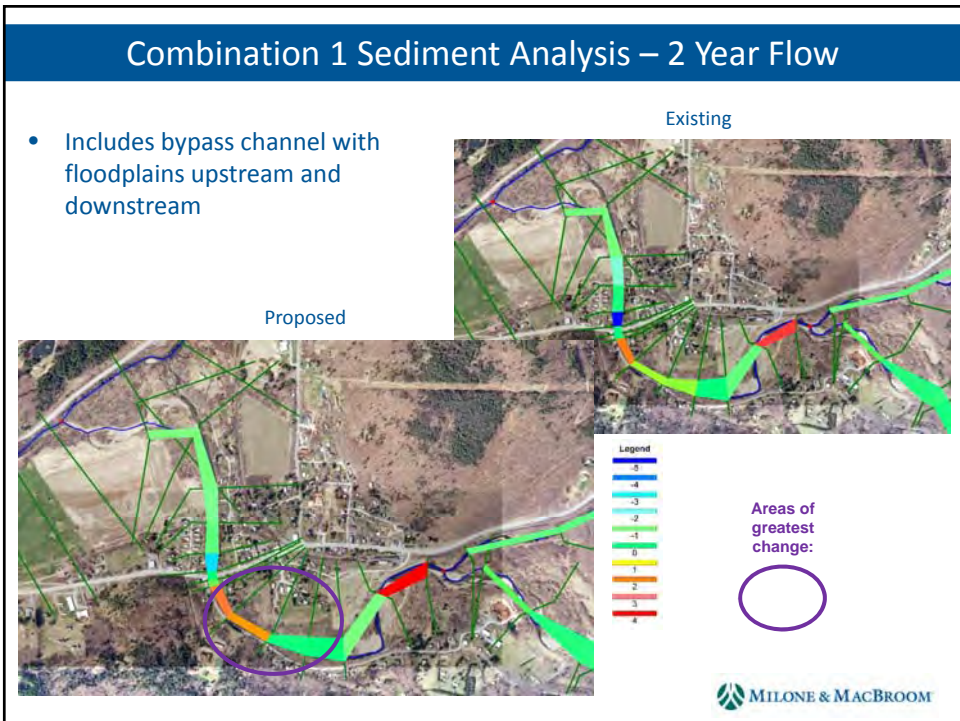 Combination 1 Sediment Analysis – 2 Year Flow
• Includes bypass channel with
floodplains upstream and
downstream
Existing
Proposed
Legend
-5
-4
-3
-2
-1
0
1
2
3
4
Areas of
greatest
change:
MILONE & MACBROOM